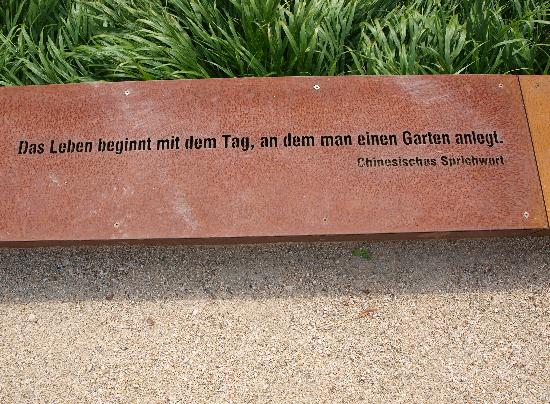 Das Leben beginnt mit dem Tag, an dem man einen Garten anlegt.
Chinesisches Sprichwort